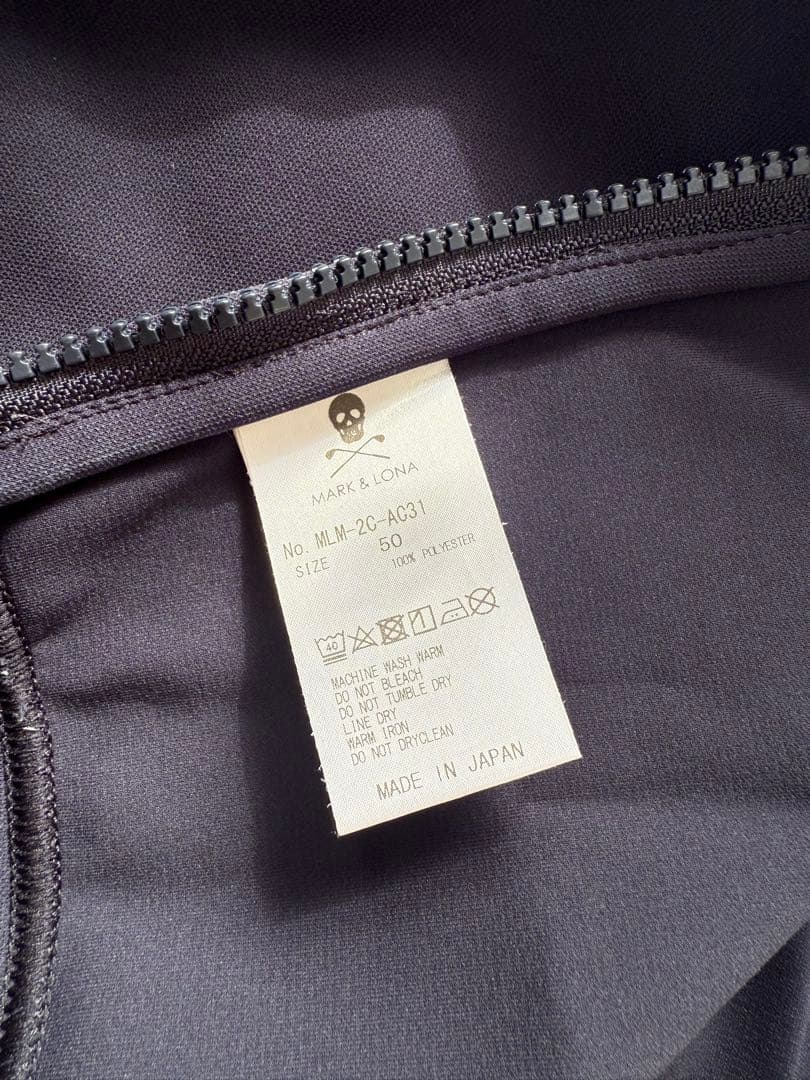 MARK & LONA
No. MLM-2C-AC31
SIZE 50
100% POLYESTER
40
MACHINE WASH WARM
DO NOT BLEACH
DO NOT TUMBLE DRY
LINE DRY
WARM IRON
DO NOT DRYCLEAN
MADE IN JAPAN